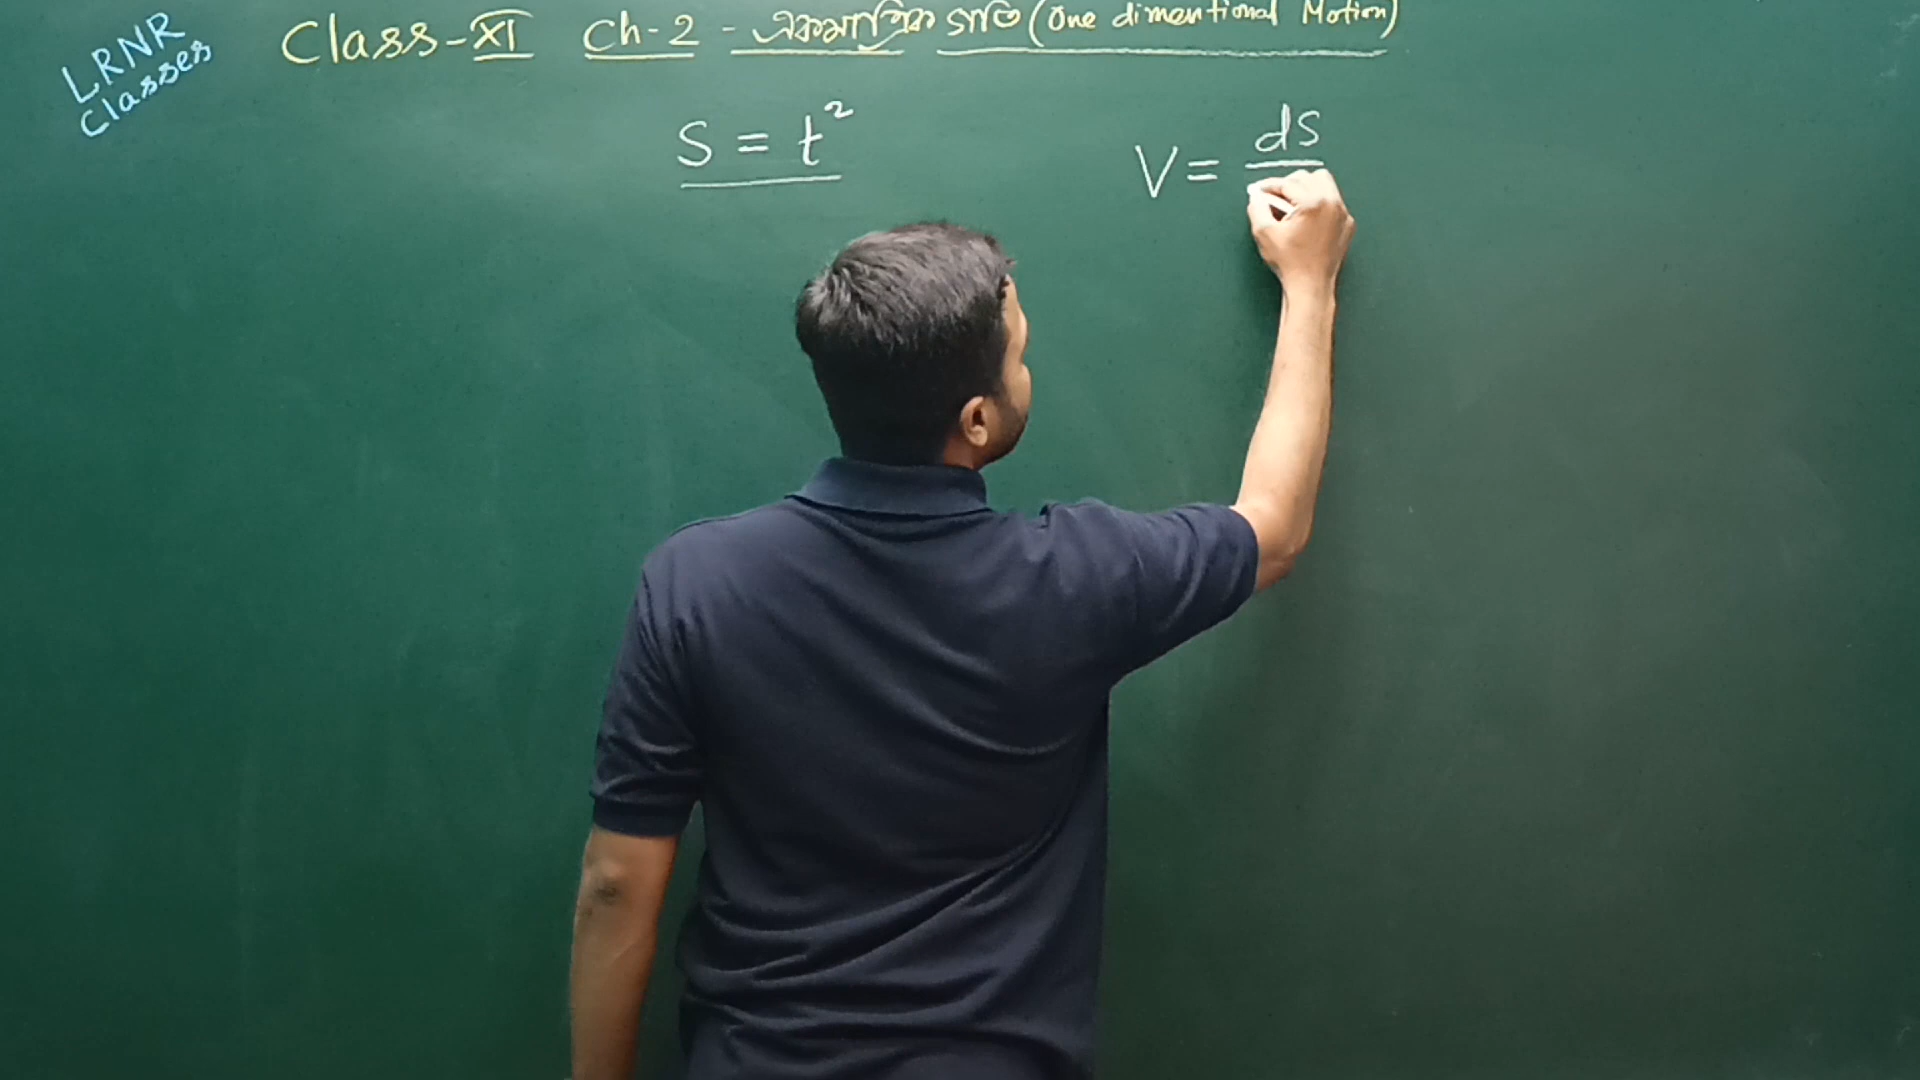 LRNR
Classes
Class-XI Ch-2 - একমাত্রিক গতি (One dimentional Motion)
S = t²
V = dS